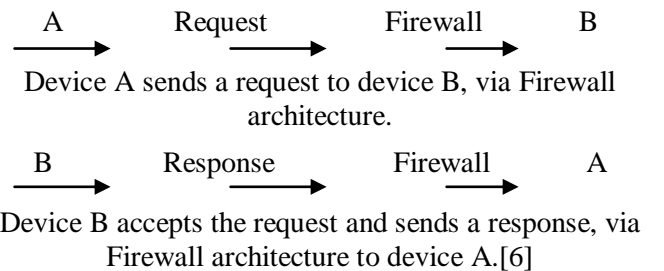 A Request Firewall B
Device A sends a request to device B, via Firewall
architecture.
B Response Firewall A
Device B accepts the request and sends a response, via
Firewall architecture to device A.[6]